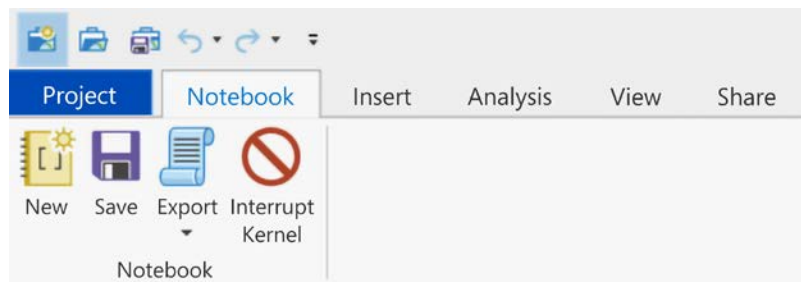 Project Notebook Insert Analysis View Share
New Save Export Interrupt
Kernel
Notebook